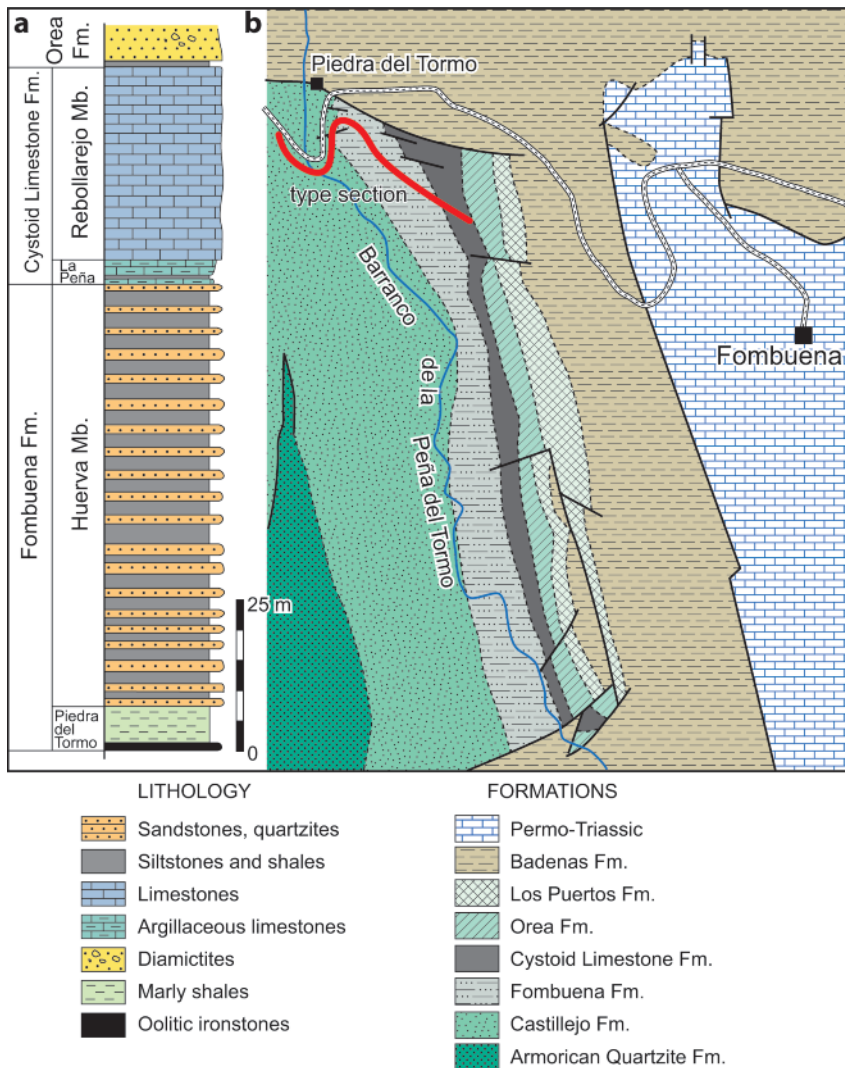 a
Orea
Fm.
Cystoid Limestone Fm.
Rebollarejo Mb.
La
Peña
Fombuena Fm.
Huerva Mb.
Piedra
del
Tormo
25 m
0
b
Piedra del Tormo
type section
Barranco
de la
Peña del Tormo
Fombuena
LITHOLOGY
Sandstones, quartzites
Siltstones and shales
Limestones
Argillaceous limestones
Diamictites
Marly shales
Oolitic ironstones
FORMATIONS
Permo-Triassic
Badenas Fm.
Los Puertos Fm.
Orea Fm.
Cystoid Limestone Fm.
Fombuena Fm.
Castillejo Fm.
Armorican Quartzite Fm.